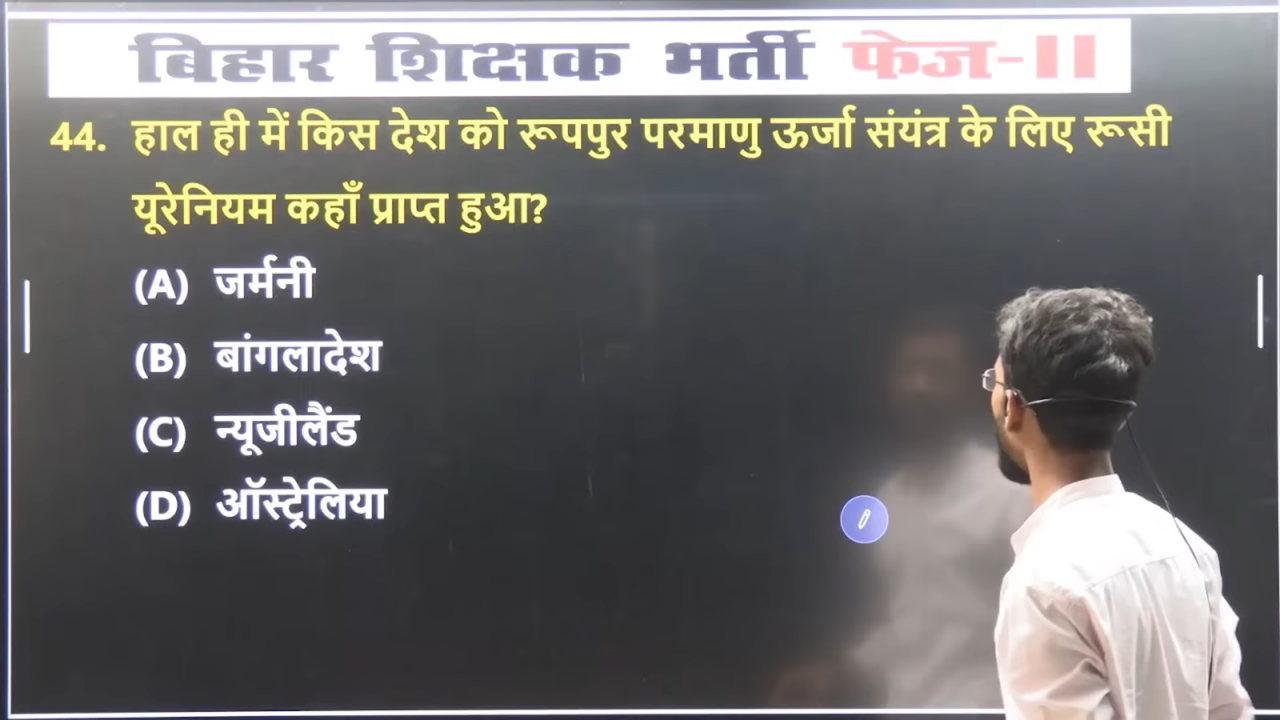 बिहार शिक्षक भर्ती फेज-II
44. हाल ही में किस देश को रूपपुर परमाणु ऊर्जा संयंत्र के लिए रूसी
यूरेनियम कहाँ प्राप्त हुआ?
(A) जर्मनी
(B) बांगलादेश
(C) न्यूजीलैंड
(D) ऑस्ट्रेलिया